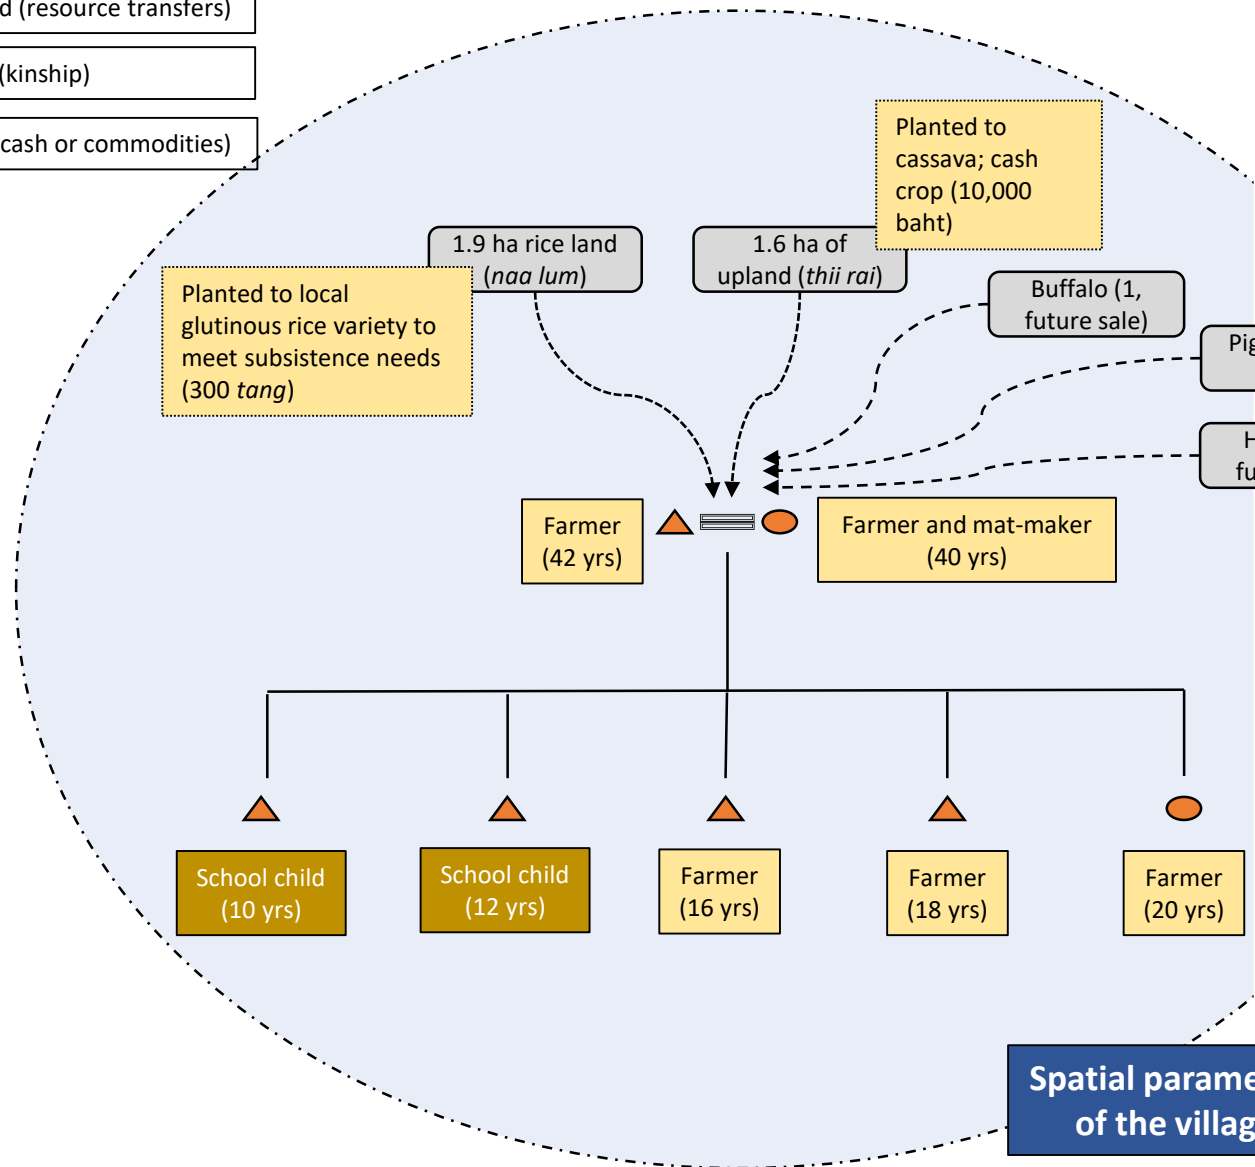 (resource transfers)
(kinship)
cash or commodities)
Planted to
cassava; cash
crop (10,000
baht)
1.9 ha rice land
(naa lum)
1.6 ha of
upland (thii rai)
Planted to local
glutinous rice variety to
meet subsistence needs
(300 tang)
Buffalo (1,
future sale)
Farmer
(42 yrs)
Farmer and mat-maker
(40 yrs)
School child
(10 yrs)
School child
(12 yrs)
Farmer
(16 yrs)
Farmer
(18 yrs)
Farmer
(20 yrs)
Spatial
of the